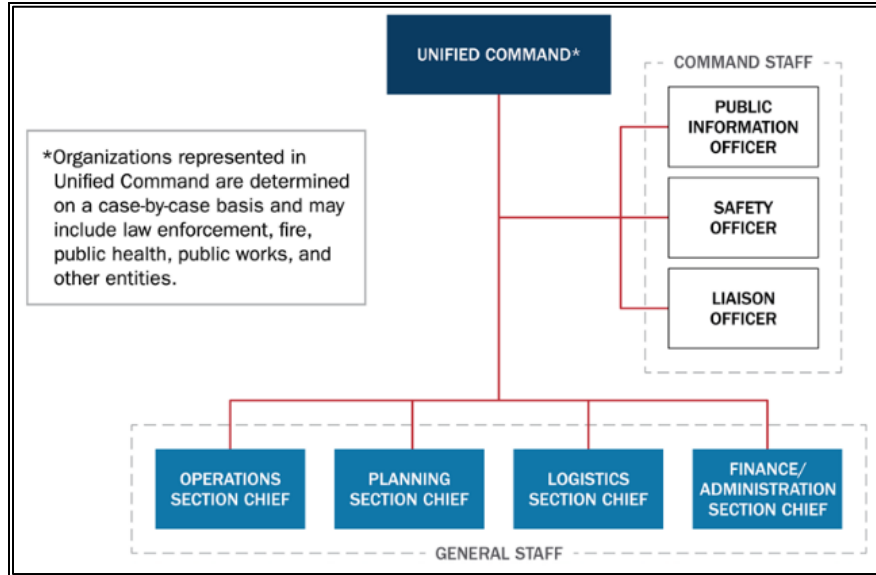 UNIFIED COMMAND*
COMMAND STAFF
PUBLIC
INFORMATION
OFFICER
SAFETY
OFFICER
LIAISON
OFFICER
*Organizations represented in
Unified Command are determined
on a case-by-case basis and may
include law enforcement, fire,
public health, public works, and
other entities.
OPERATIONS
SECTION CHIEF
PLANNING
SECTION CHIEF
LOGISTICS
SECTION CHIEF
FINANCE/
ADMINISTRATION
SECTION CHIEF
GENERAL STAFF